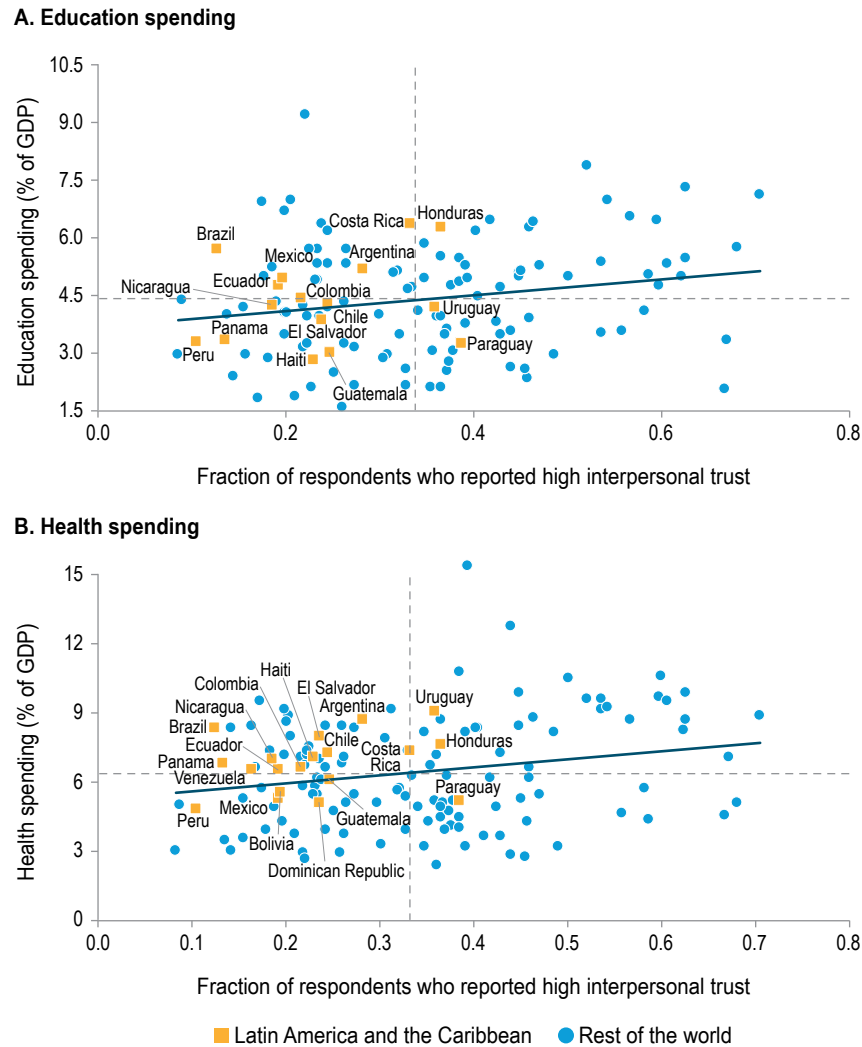 A. Education spending
Education spending (% of GDP)
10.5
9.0
7.5
6.0
4.5
3.0
1.5
Costa Rica
Honduras
Brazil
Mexico
Argentina
Nicaragua
Ecuador
Colombia
Uruguay
Chile
Panama
El Salvador
Peru
Haiti
Paraguay
Guatemala
0.0
0.2
0.4
0.6
0.8
Fraction of respondents who reported high interpersonal trust
B. Health spending
Health spending (% of GDP)
15
12
9
6
3
0
Haiti
Colombia
El Salvador
Uruguay
Nicaragua
Argentina
Brazil
Chile
Costa
Rica
Honduras
Ecuador
Panama
Venezuela
Paraguay
Mexico
Peru
Guatemala
Bolivia
Dominican Republic
0.0
0.1
0.2
0.3
0.4
0.5
0.6
0.7
0.8
Fraction of respondents who reported high interpersonal trust
Latin America and the Caribbean
Rest of the world